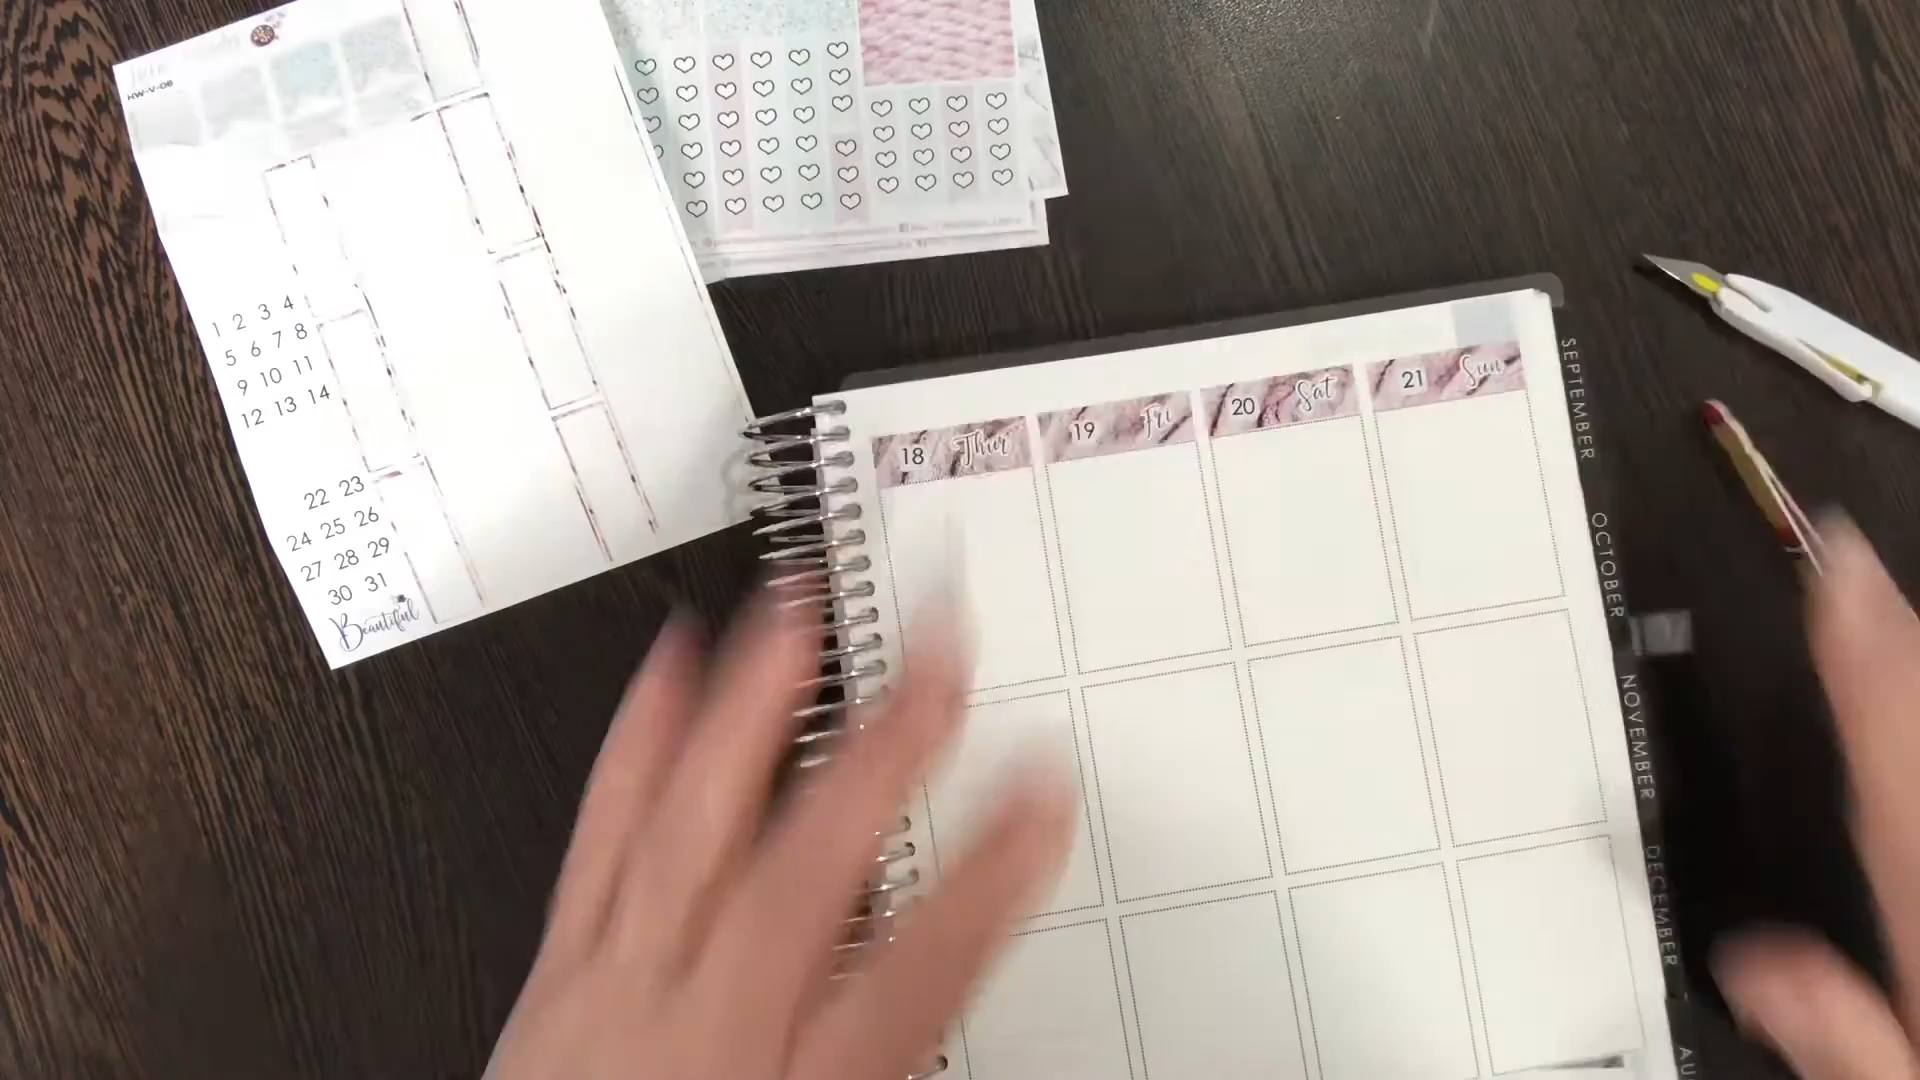 HW-V-06
1 2 3 4
5 6 7 8
9 10 11
12 13 14
22 23
24 25 26
27 28 29
30 31
Beautiful
18 Thur
19 Fri
20 Sat
21 Sun
SEPTEMBER
OCTOBER
NOVEMBER
DECEMBER
AU